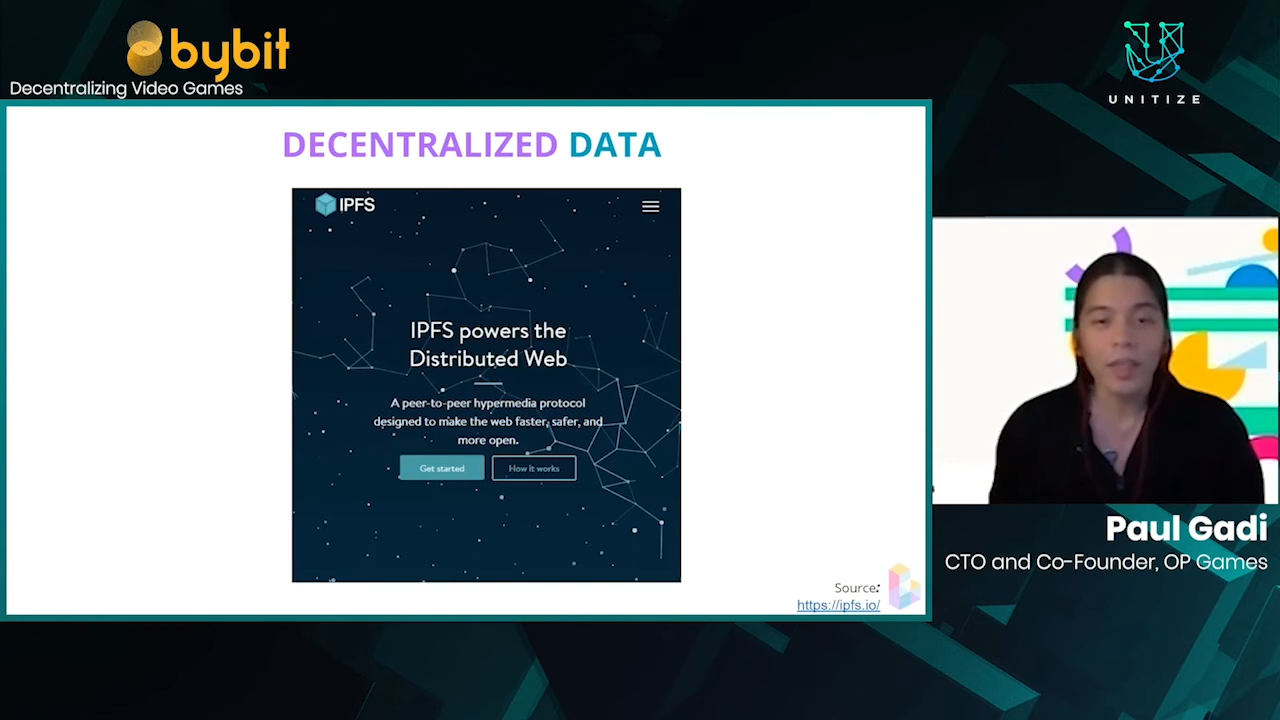 bybit
Decentralizing Video Games
UNITIZE
DECENTRALIZED DATA
IPFS
IPFS powers the
Distributed Web
A peer-to-peer hypermedia protocol
designed to make the web faster, safer, and
more open.
Get started
How it works
Source:
https://ipfs.io/
Paul Gadi
CTO and Co-Founder, OP Games